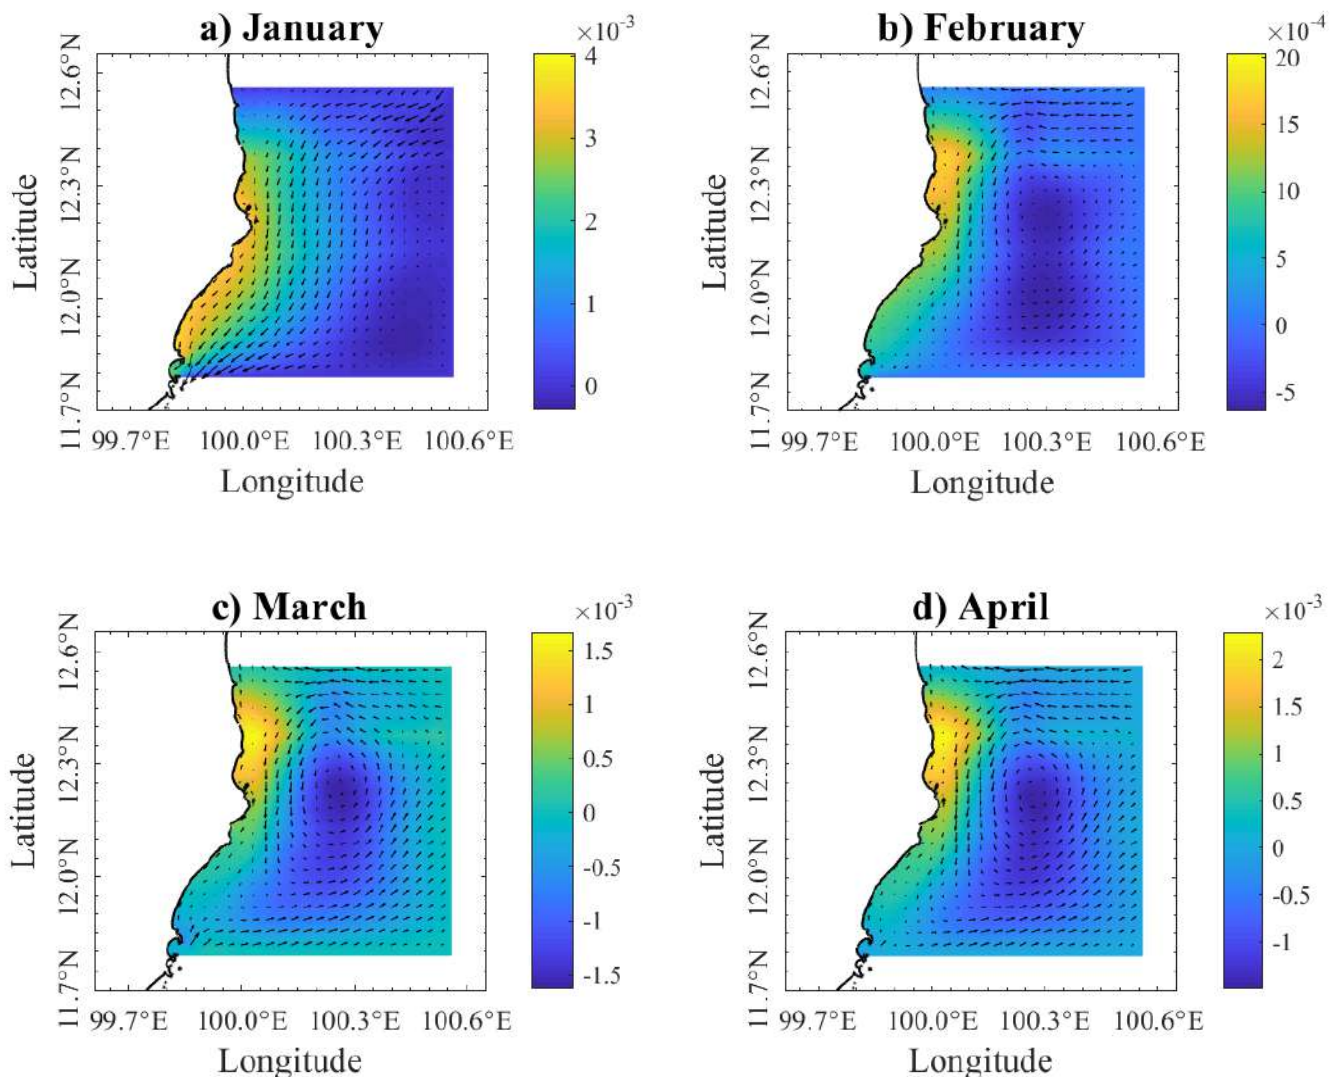 a) January
×10⁻³
Latitude
12.6°N
12.3°N
12.0°N
11.7°N
99.7°E 100.0°E 100.3°E 100.6°E
Longitude
4
3
2
1
0
b) February
×10⁻⁴
Latitude
12.6°N
12.3°N
12.0°N
11.7°N
99.7°E 100.0°E 100.3°E 100.6°E
Longitude
20
15
10
5
0
-5
c) March
×10⁻³
Latitude
12.6°N
12.3°N
12.0°N
11.7°N
99.7°E 100.0°E 100.3°E 100.6°E
Longitude
1.5
1
0.5
0
-0.5
-1
-1.5
d) April
×10⁻³
Latitude
12.6°N
12.3°N
12.0°N
11.7°N
99.7°E 100.0°E 100.3°E 100.6°E
Longitude
2
1.5
1
0.5
0
-0.5
-1